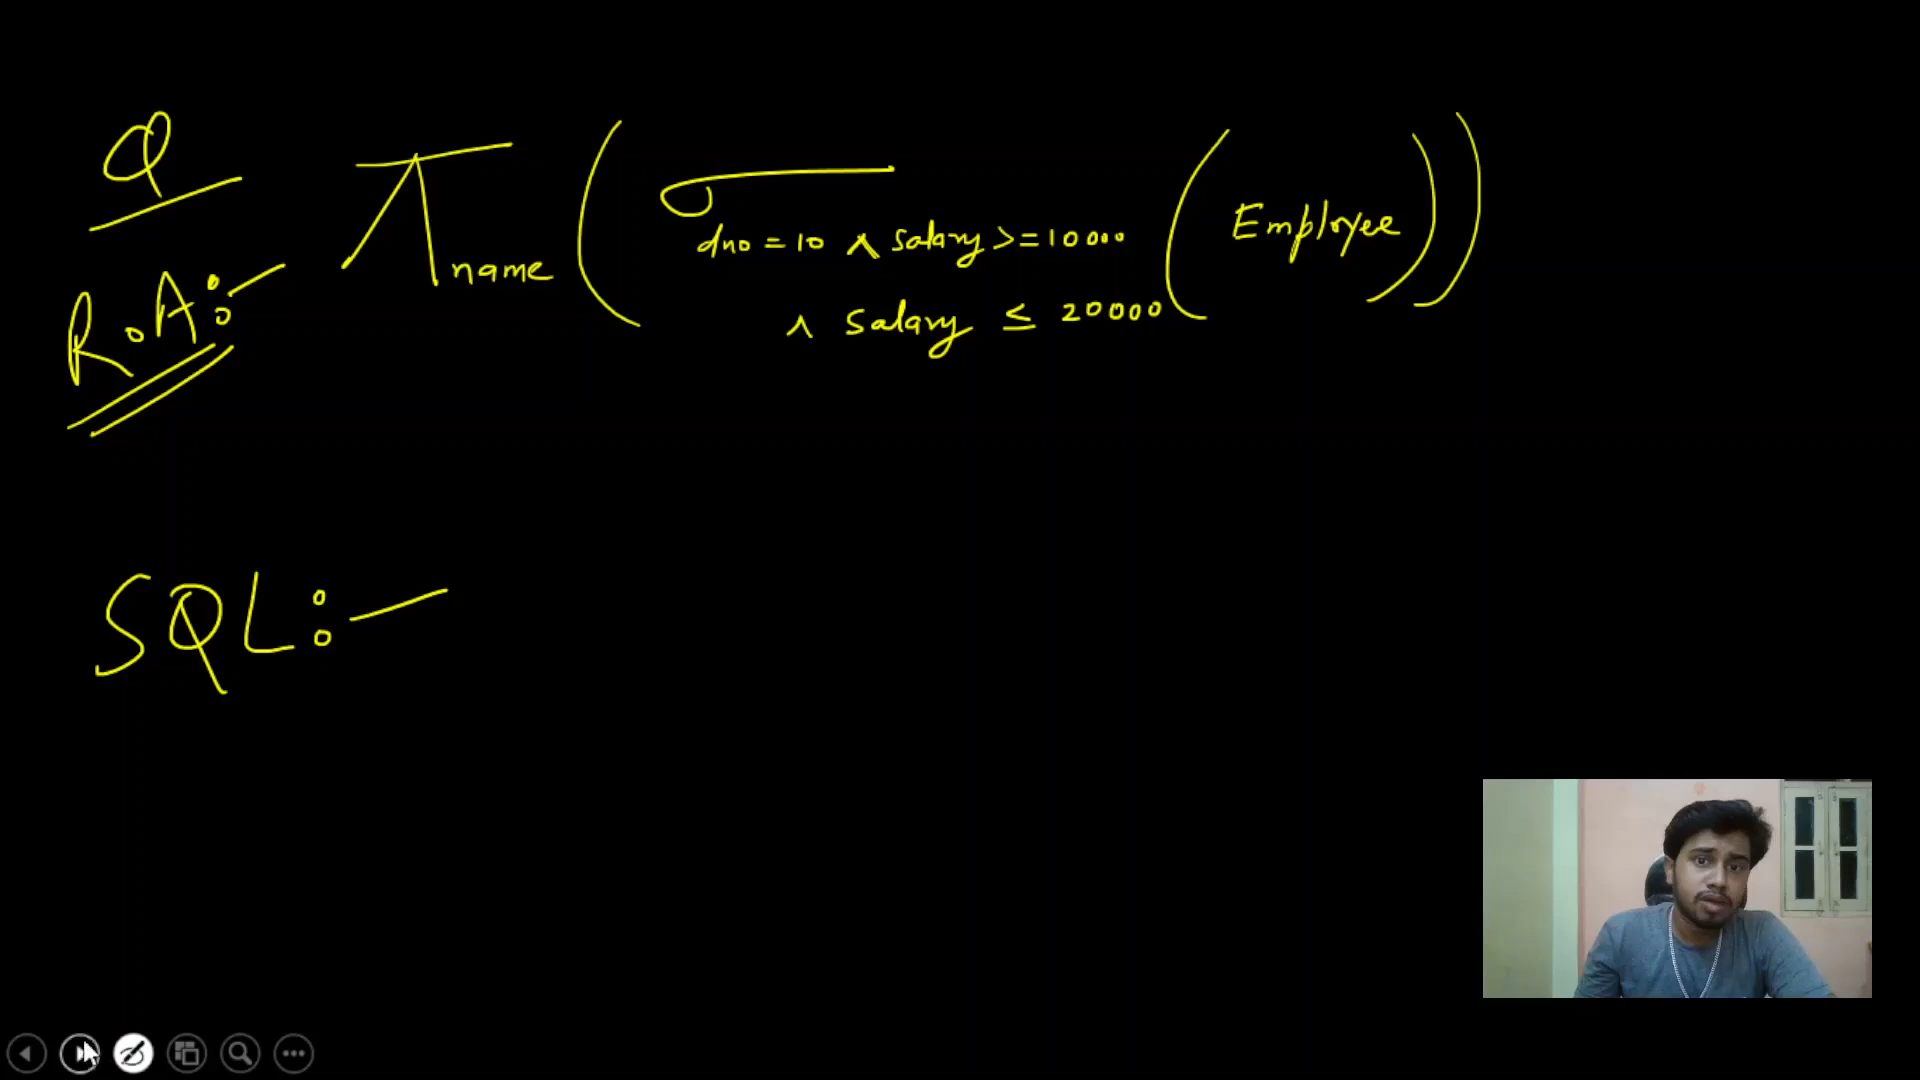 Q
R.A:-
π name ( σ dno = 10 ∧ salary >= 10000 ( Employee ) )
∧ salary ≤ 20000
SQL:-